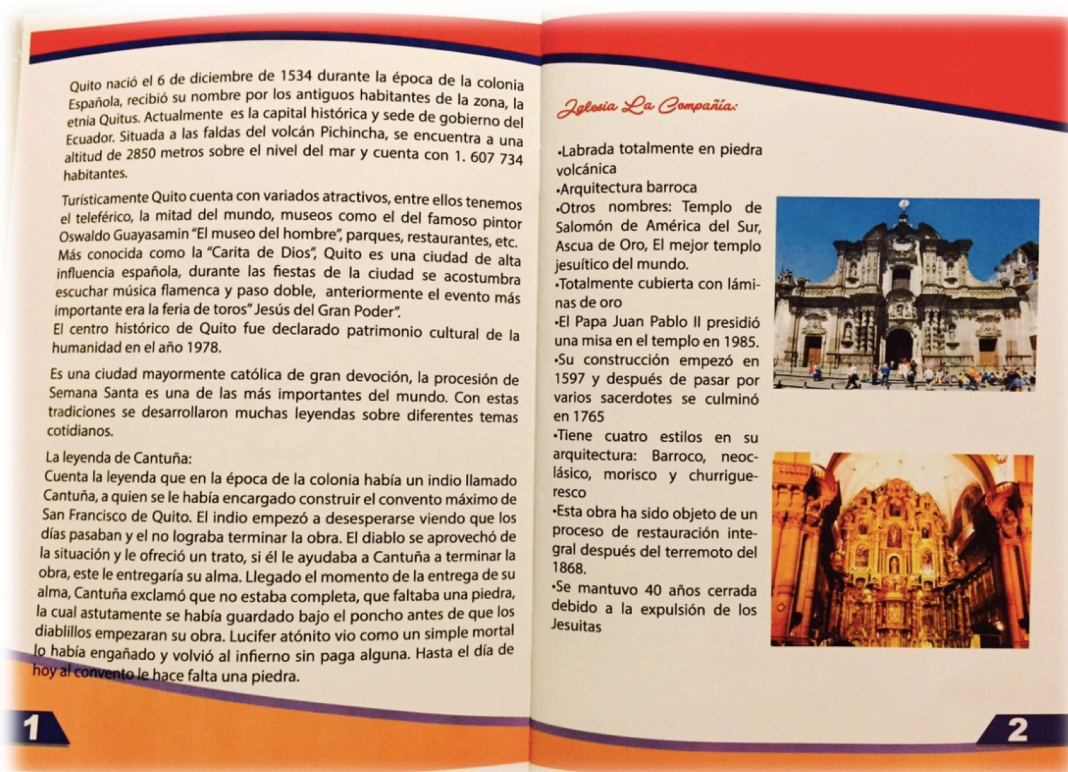 Quito nació el 6 de diciembre de 1534 durante la época de la colonia
Española, recibió su nombre por los antiguos habitantes de la zona, la
etnia Quitus. Actualmente es la capital histórica y sede de gobierno del
Ecuador. Situada a las faldas del volcán Pichincha, se encuentra a una
altitud de 2850 metros sobre el nivel del mar y cuenta con 1. 607 734
habitantes.
Turísticamente Quito cuenta con variados atractivos, entre ellos tenemos
el teleférico, la mitad del mundo, museos como el del famoso pintor
Oswaldo Guayasamin “El museo del hombre”, parques, restaurantes, etc.
Más conocida como la “Carita de Dios”, Quito es una ciudad de alta
influencia española, durante las fiestas de la ciudad se acostumbra
escuchar música flamenca y paso doble, anteriormente el evento más
importante era la feria de toros” Jesús del Gran Poder”.
El centro histórico de Quito fue declarado patrimonio cultural de la
humanidad en el año 1978.
Es una ciudad mayormente católica de gran devoción, la procesión de
Semana Santa es una de las más importantes del mundo. Con estas
tradiciones se desarrollaron muchas leyendas sobre diferentes temas
cotidianos.
La leyenda de Cantuña:
Cuenta la leyenda que en la época de la colonia había un indio llamado
Cantuña, a quien se le había encargado construir el convento máximo de
San Francisco de Quito. El indio empezó a desesperarse viendo que los
días pasaban y el no lograba terminar la obra. El diablo se aprovechó de
la situación y le ofreció un trato, si él le ayudaba a Cantuña a terminar la
obra, este le entregaría su alma. Llegado el momento de la entrega de su
alma, Cantuña exclamó que no estaba completa, que faltaba una piedra,
la cual astutamente se había guardado bajo el poncho antes de que los
diablillos empezaran su obra. Lucifer atónito vio como un simple mortal
lo había engañado y volvió al infierno sin paga alguna. Hasta el día de
hoy al convento le hace falta una piedra.
1
Iglesia La Compañía:
•Labrada totalmente en piedra
volcánica
•Arquitectura barroca
•Otros nombres: Templo de
Salomón de América del Sur,
Ascua de Oro, El mejor templo
jesuítico del mundo.
•Totalmente cubierta con lámi-
nas de oro
•El Papa Juan Pablo II presidió
una misa en el templo en 1985.
•Su construcción empezó en
1597 y después de pasar por
varios sacerdotes se culminó
en 1765
•Tiene cuatro estilos en su
arquitectura: Barroco, neoc-
lásico, morisco y churrigue-
resco
•Esta obra ha sido objeto de un
proceso de restauración inte-
gral después del terremoto del
1868.
•Se mantuvo 40 años cerrada
debido a la expulsión de los
Jesuitas
2